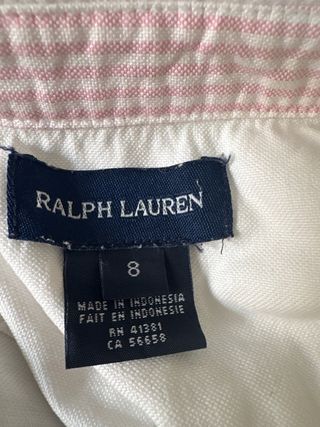 RALPH LAUREN
8
MADE IN INDONESIA
FAIT EN INDONESIE
RN 41381
CA 56658